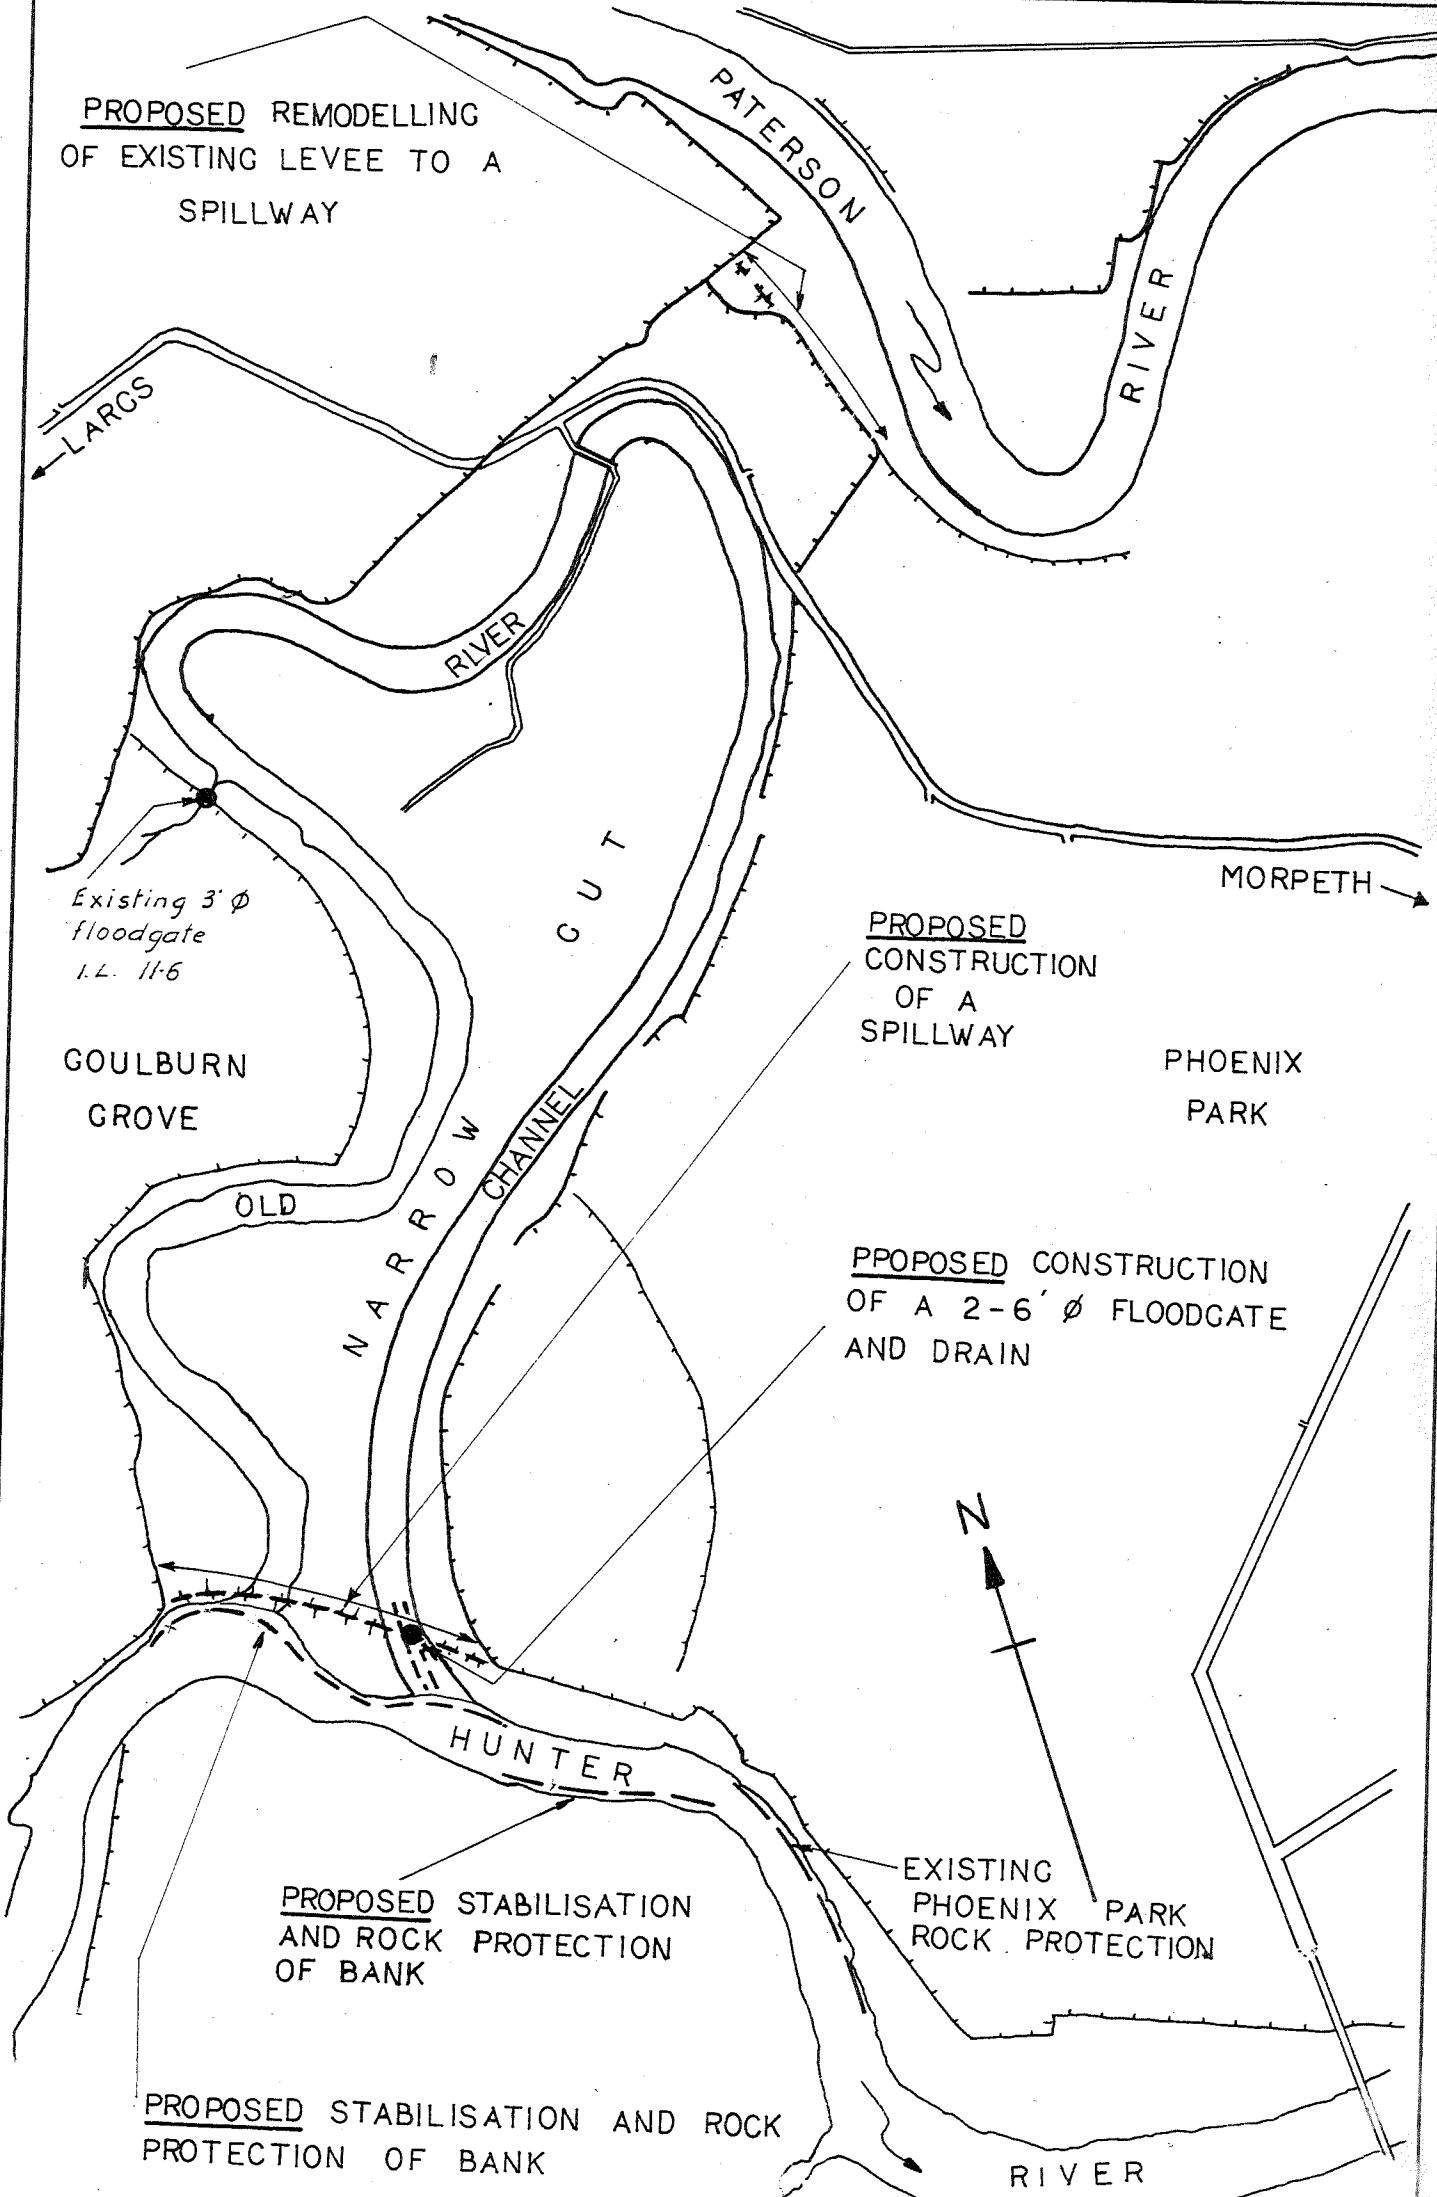 PROPOSED REMODELLING
OF EXISTING LEVEE TO A
SPILLWAY
PATERSON
RIVER
LARGS
RIVER
Existing 3' ϕ
floodgate
I.L. 11.6
GUT
MORPETH
PROPOSED
CONSTRUCTION
OF A
SPILLWAY
GOULBURN
GROVE
PHOENIX
PARK
NARROW
CHANNEL
OLD
PPOPOSED CONSTRUCTION
OF A 2-6' ϕ FLOODGATE
AND DRAIN
N
HUNTER
PROPOSED STABILISATION
AND ROCK PROTECTION
OF BANK
EXISTING
PHOENIX PARK
ROCK PROTECTION
PROPOSED STABILISATION AND ROCK
PROTECTION OF BANK
RIVER